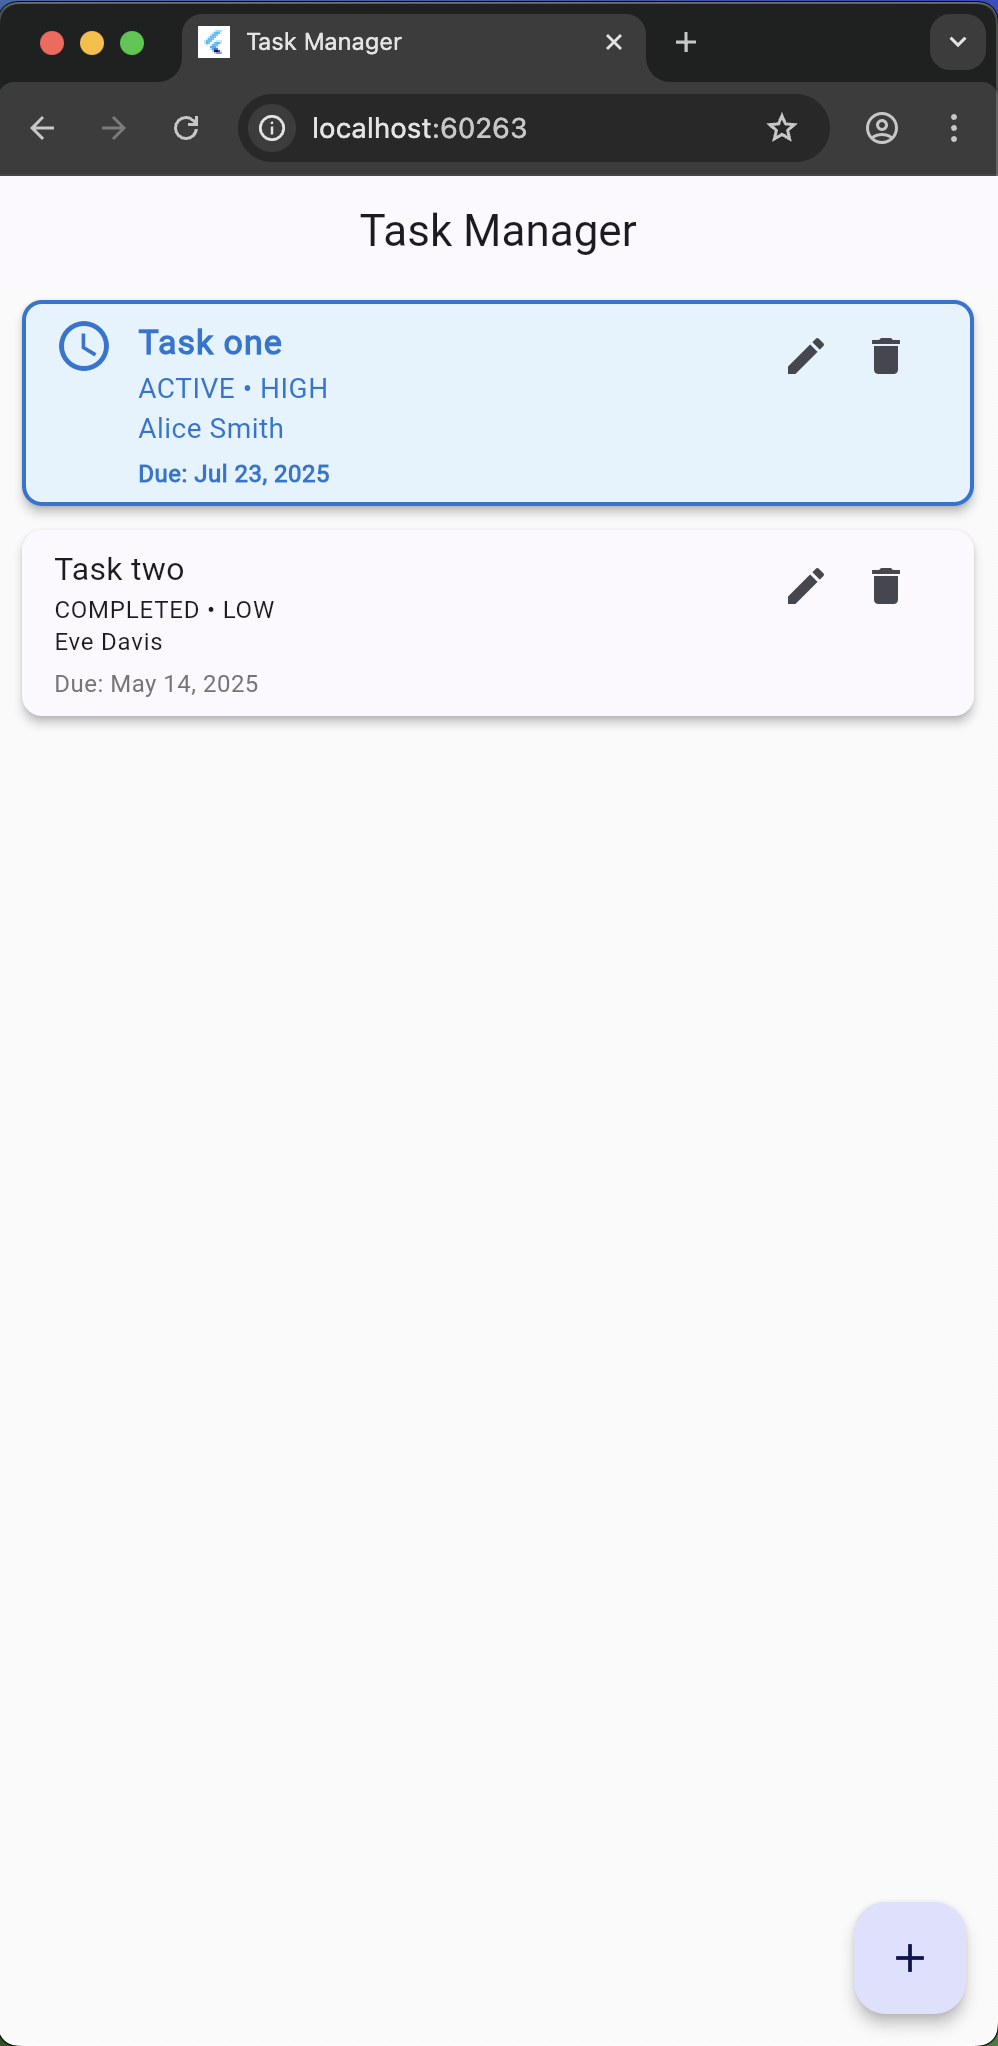 Task Manager
localhost:60263
Task Manager
Task one
ACTIVE • HIGH
Alice Smith
Due: Jul 23, 2025
Task two
COMPLETED • LOW
Eve Davis
Due: May 14, 2025